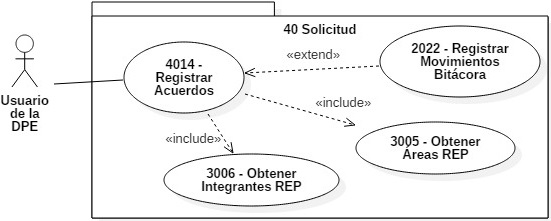 40 Solicitud
4014 -
Registrar
Acuerdos
«extend»
2022 - Registrar
Movimientos
Bitácora
Usuario
de la
DPE
«include»
3005 - Obtener
Áreas REP
«include»
3006 - Obtener
Integrantes REP